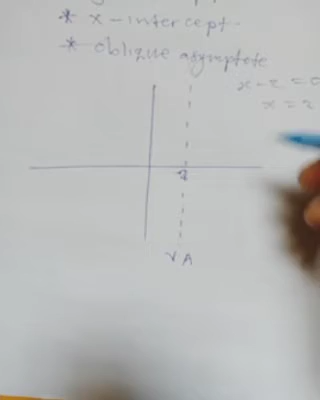 * x-intercept
* oblique asymptote
x-2=0
x=2
2
VA